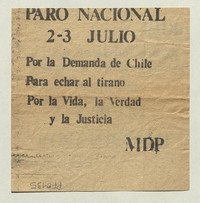 PARO NACIONAL
2-3 JULIO
Por la Demanda de Chile
Para echar al tirano
Por la Vida, la Verdad
y la Justicia
MDP